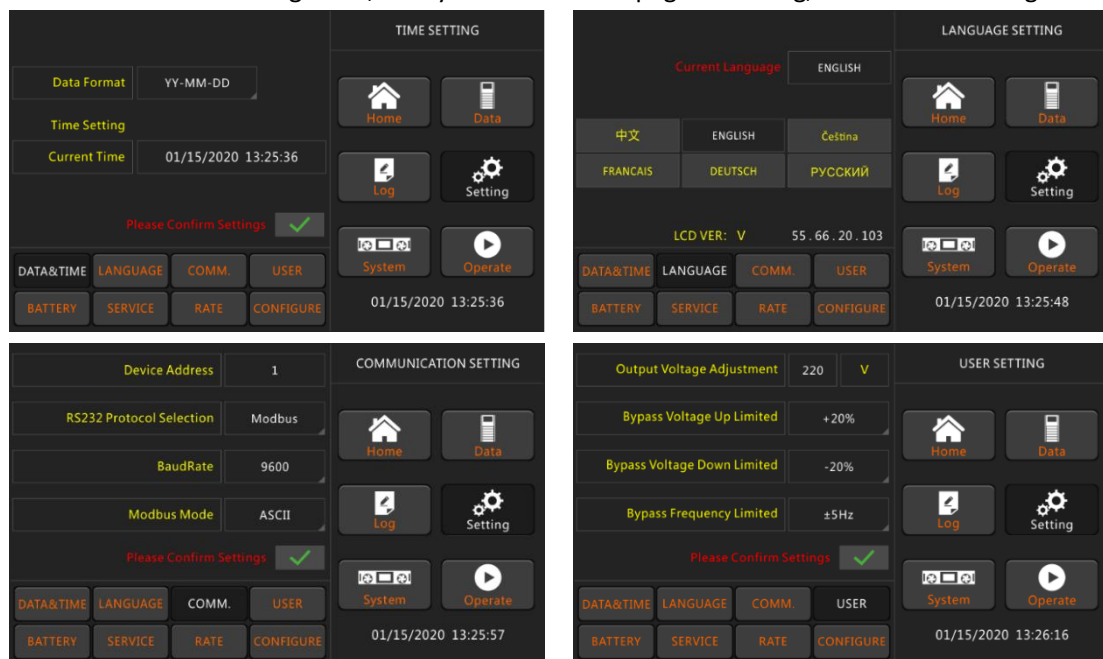 TIME SETTING
Data Format YY-MM-DD
Home Data
Time Setting
Current Time 01/15/2020 13:25:36
Log Setting
Please Confirm Settings
System Operate
DATA&TIME LANGUAGE COMM. USER
BATTERY SERVICE RATE CONFIGURE
01/15/2020 13:25:36
LANGUAGE SETTING
Current Language ENGLISH
Home Data
中文 ENGLISH Čeština
FRANCAIS DEUTSCH РУССКИЙ
Log Setting
LCD VER: V 55.66.20.103
System Operate
DATA&TIME LANGUAGE COMM. USER
BATTERY SERVICE RATE CONFIGURE
01/15/2020 13:25:48
COMMUNICATION SETTING
Device Address 1
RS232 Protocol Selection Modbus
Home Data
BaudRate 9600
Modbus Mode ASCII
Log Setting
Please Confirm Settings
System Operate
DATA&TIME LANGUAGE COMM. USER
BATTERY SERVICE RATE CONFIGURE
01/15/2020 13:25:57
USER SETTING
Output Voltage Adjustment 220 V
Bypass Voltage Up Limited +20%
Home Data
Bypass Voltage Down Limited -20%
Bypass Frequency Limited ±5Hz
Log Setting
Please Confirm Settings
System Operate
DATA&TIME LANGUAGE COMM. USER
BATTERY SERVICE RATE CONFIGURE
01/15/2020 13:26:16